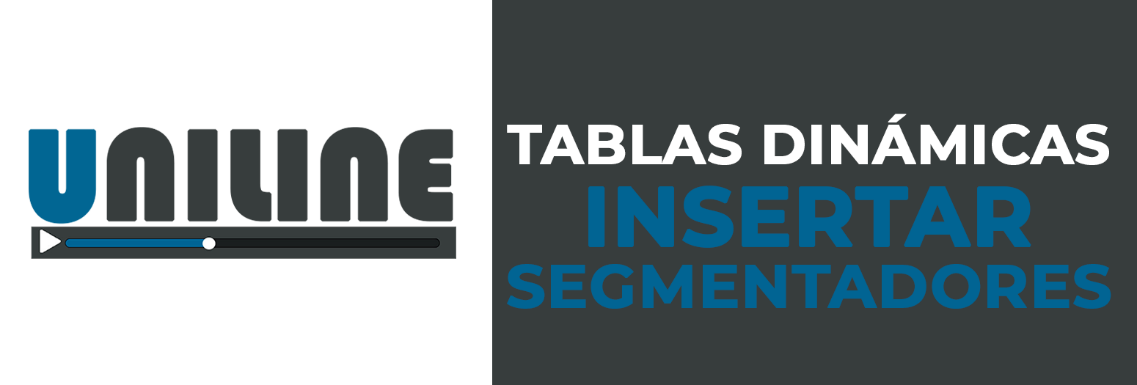 UNILINE
TABLAS DINÁMICAS
INSERTAR
SEGMENTADORES